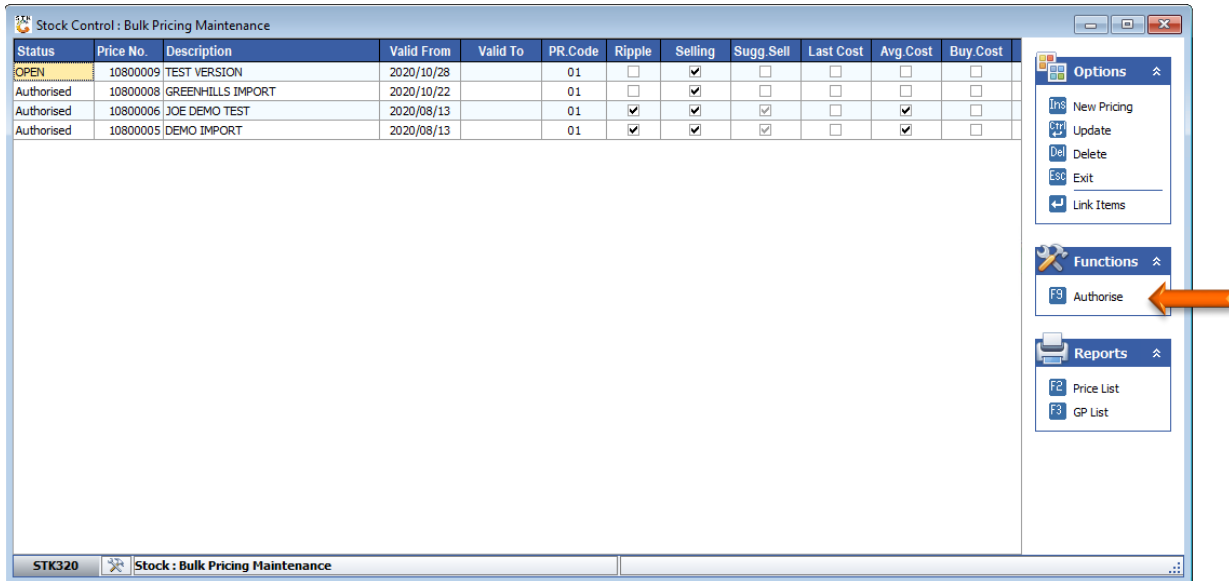 STK Stock Control : Bulk Pricing Maintenance
Status Price No. Description Valid From Valid To PR.Code Ripple Selling Sugg.Sell Last Cost Avg.Cost Buy.Cost
OPEN 10800009 TEST VERSION 2020/10/28 01
Authorised 10800008 GREENHILLS IMPORT 2020/10/22 01
Authorised 10800006 JOE DEMO TEST 2020/08/13 01
Authorised 10800005 DEMO IMPORT 2020/08/13 01
Options
Ins New Pricing
Ctrl Update
Del Delete
Esc Exit
Link Items
Functions
F9 Authorise
Reports
F2 Price List
F3 GP List
STK320 Stock : Bulk Pricing Maintenance